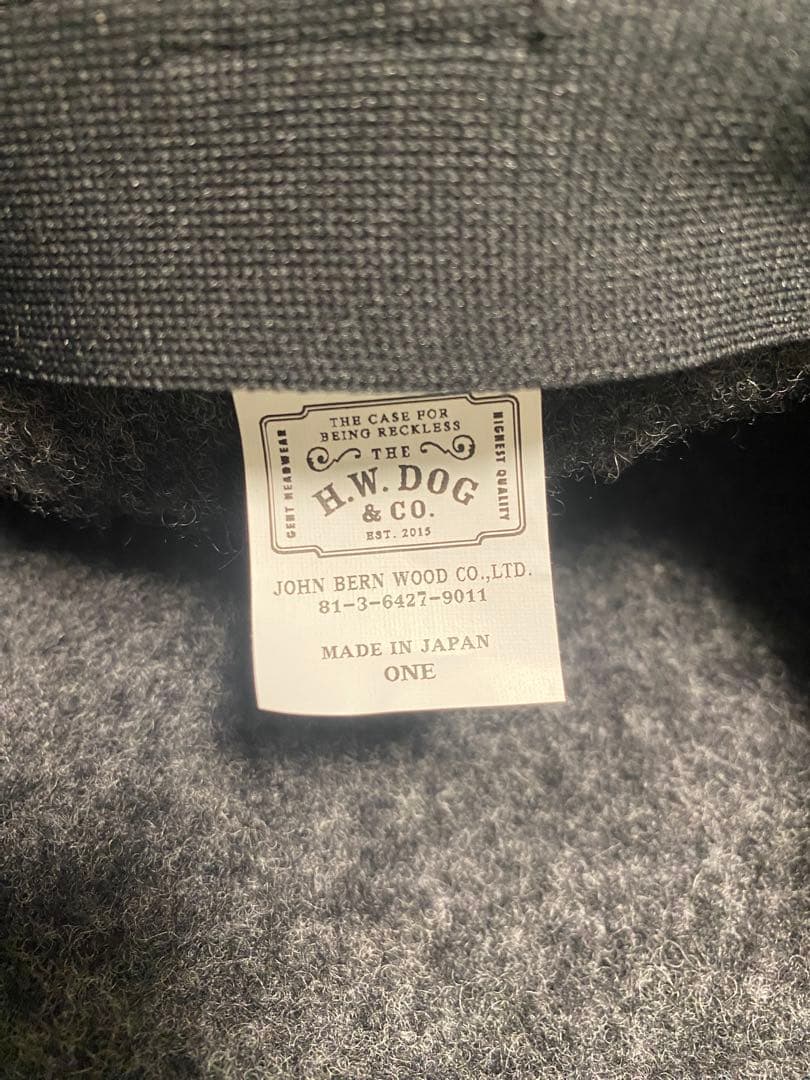 THE CASE FOR
BEING RECKLESS
THE
H.W. DOG
& CO.
EST. 2015
GENT HEADWEAR
HIGHEST QUALITY
JOHN BERN WOOD CO.,LTD.
81-3-6427-9011
MADE IN JAPAN
ONE